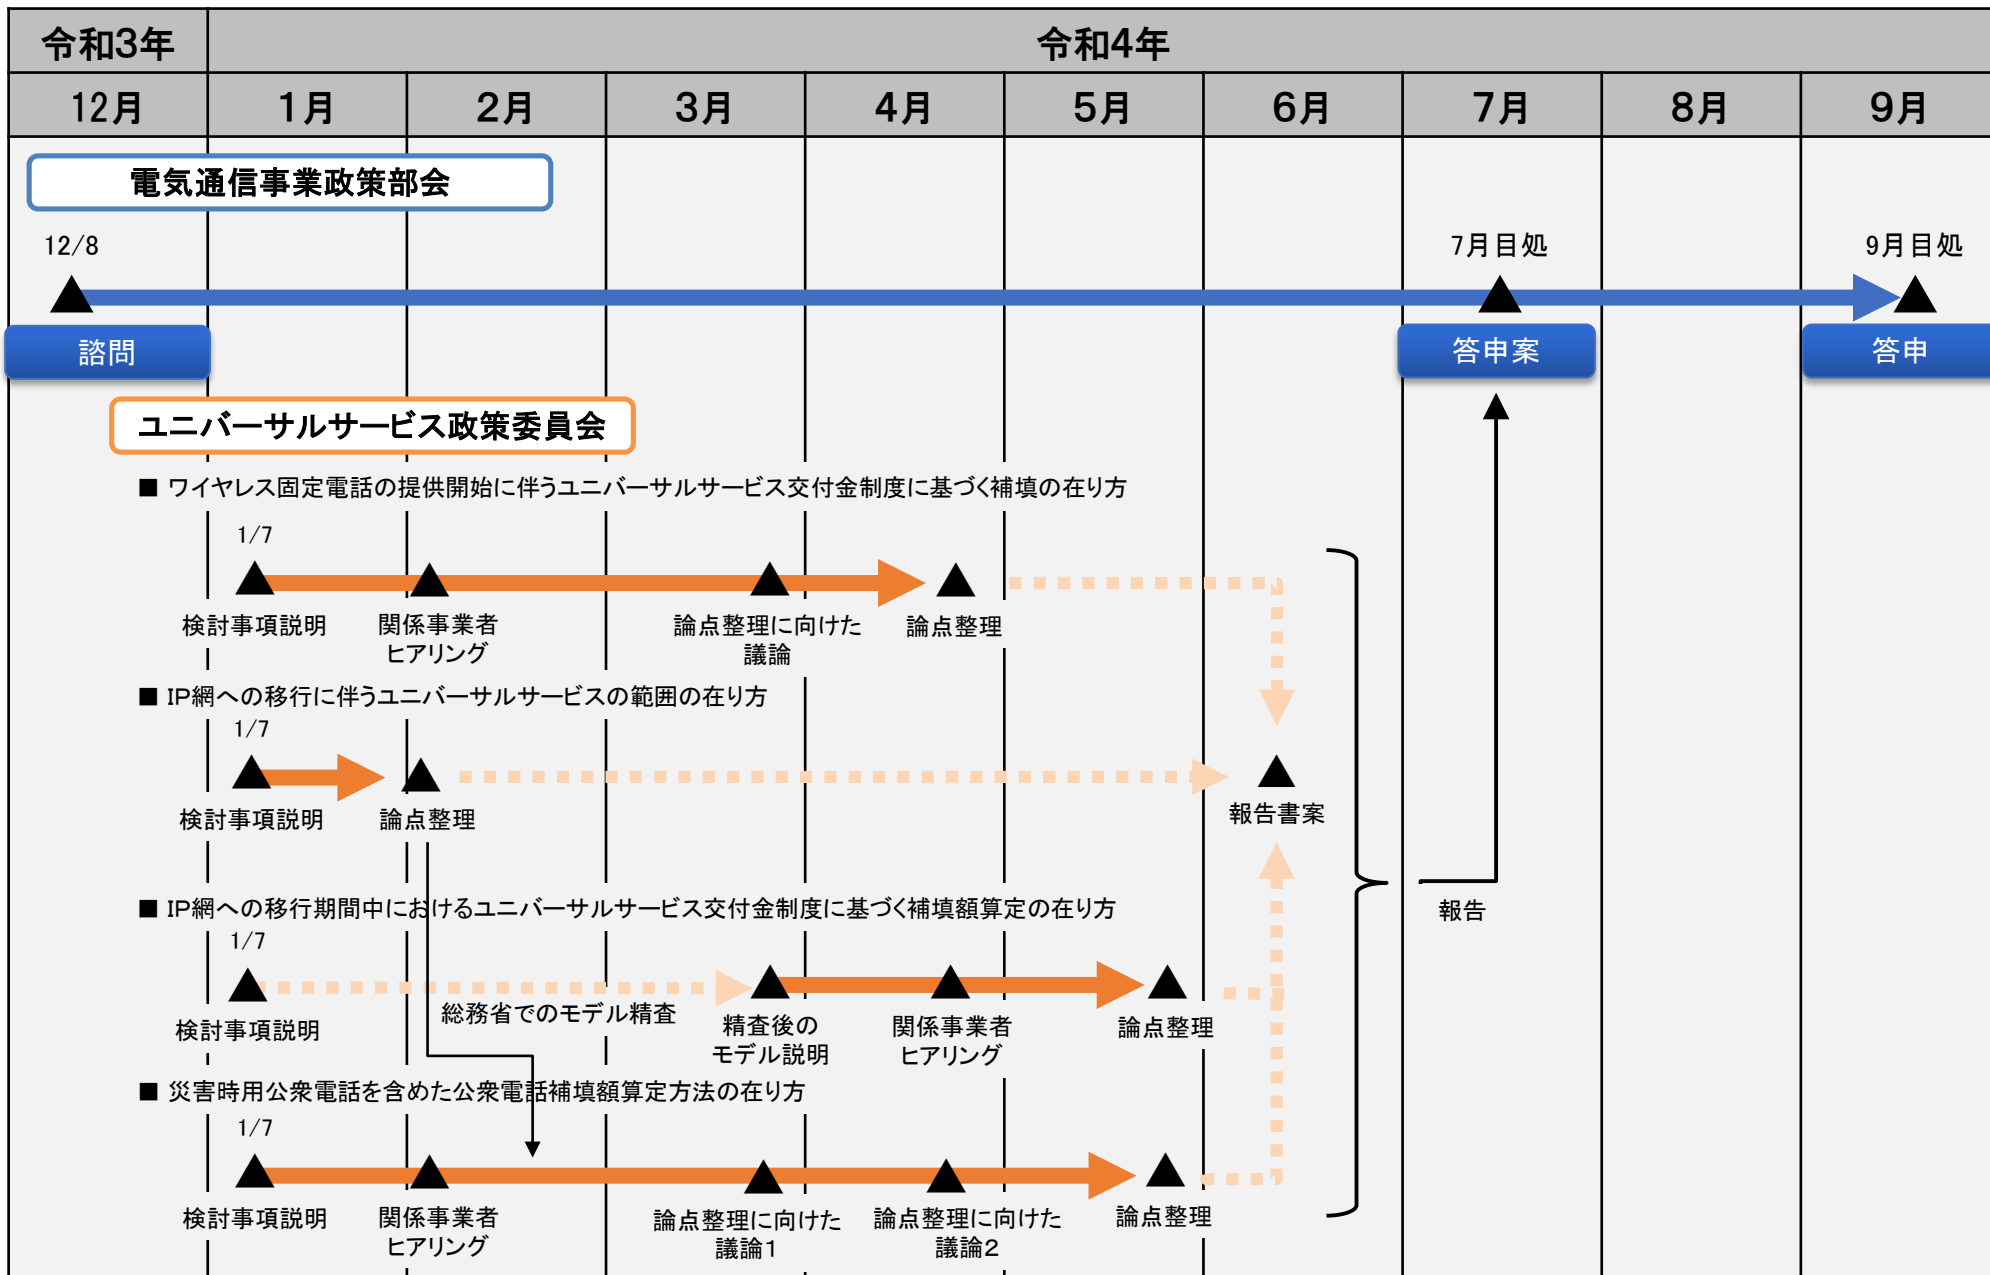 令和3年
令和4年
12月
1月
2月
3月
4月
5月
6月
7月
8月
9月
電気通信事業政策部会
12/8
7月目処
9月目処
諮問
答申案
答申
ユニバーサルサービス政策委員会
■ ワイヤレス固定電話の提供開始に伴うユニバーサルサービス交付金制度に基づく補填の在り方
1/7
検討事項説明
関係事業者
ヒアリング
論点整理に向けた
議論
論点整理
■ IP網への移行に伴うユニバーサルサービスの範囲の在り方
1/7
検討事項説明
論点整理
報告書案
■ IP網への移行期間中におけるユニバーサルサービス交付金制度に基づく補填額算定の在り方
報告
1/7
検討事項説明
総務省でのモデル精査
精査後の
モデル説明
関係事業者
ヒアリング
論点整理
■ 災害時用公衆電話を含めた公衆電話補填額算定方法の在り方
1/7
検討事項説明
関係事業者
ヒアリング
論点整理に向けた
議論1
論点整理に向けた
議論2
論点整理